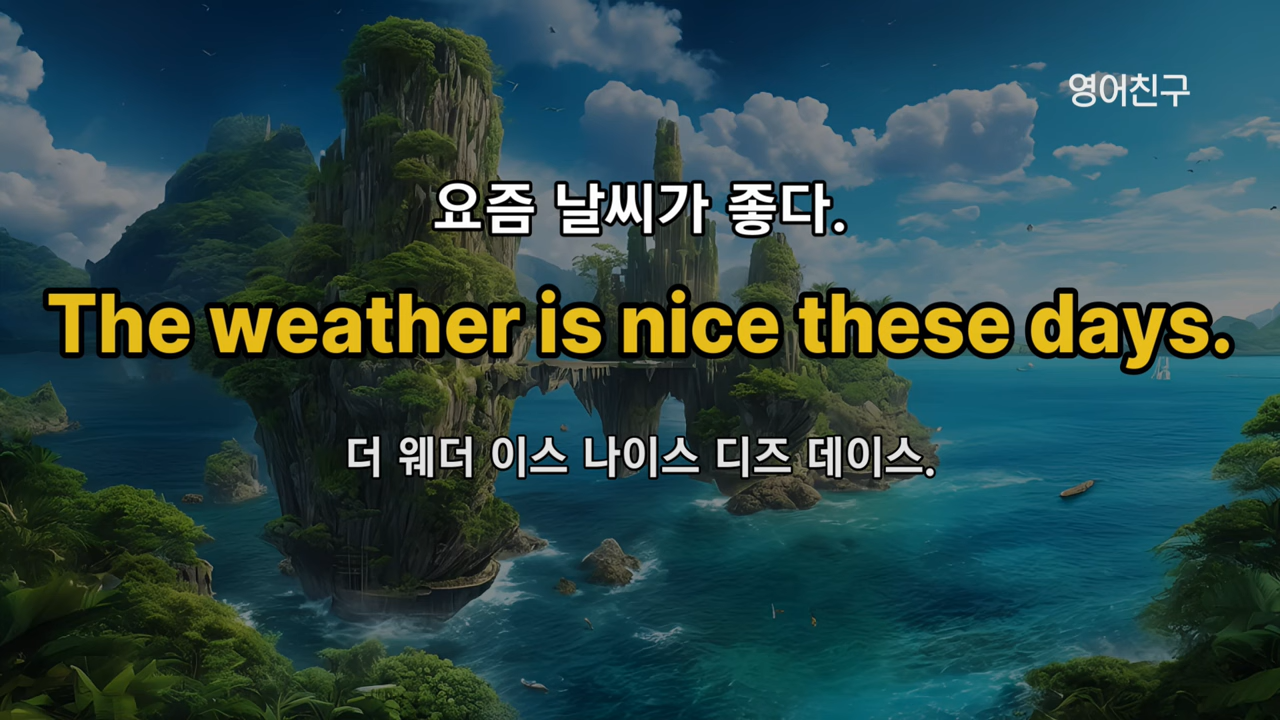 영어친구
요즘 날씨가 좋다.
The weather is nice these days.
더 웨더 이스 나이스 디즈 데이스.